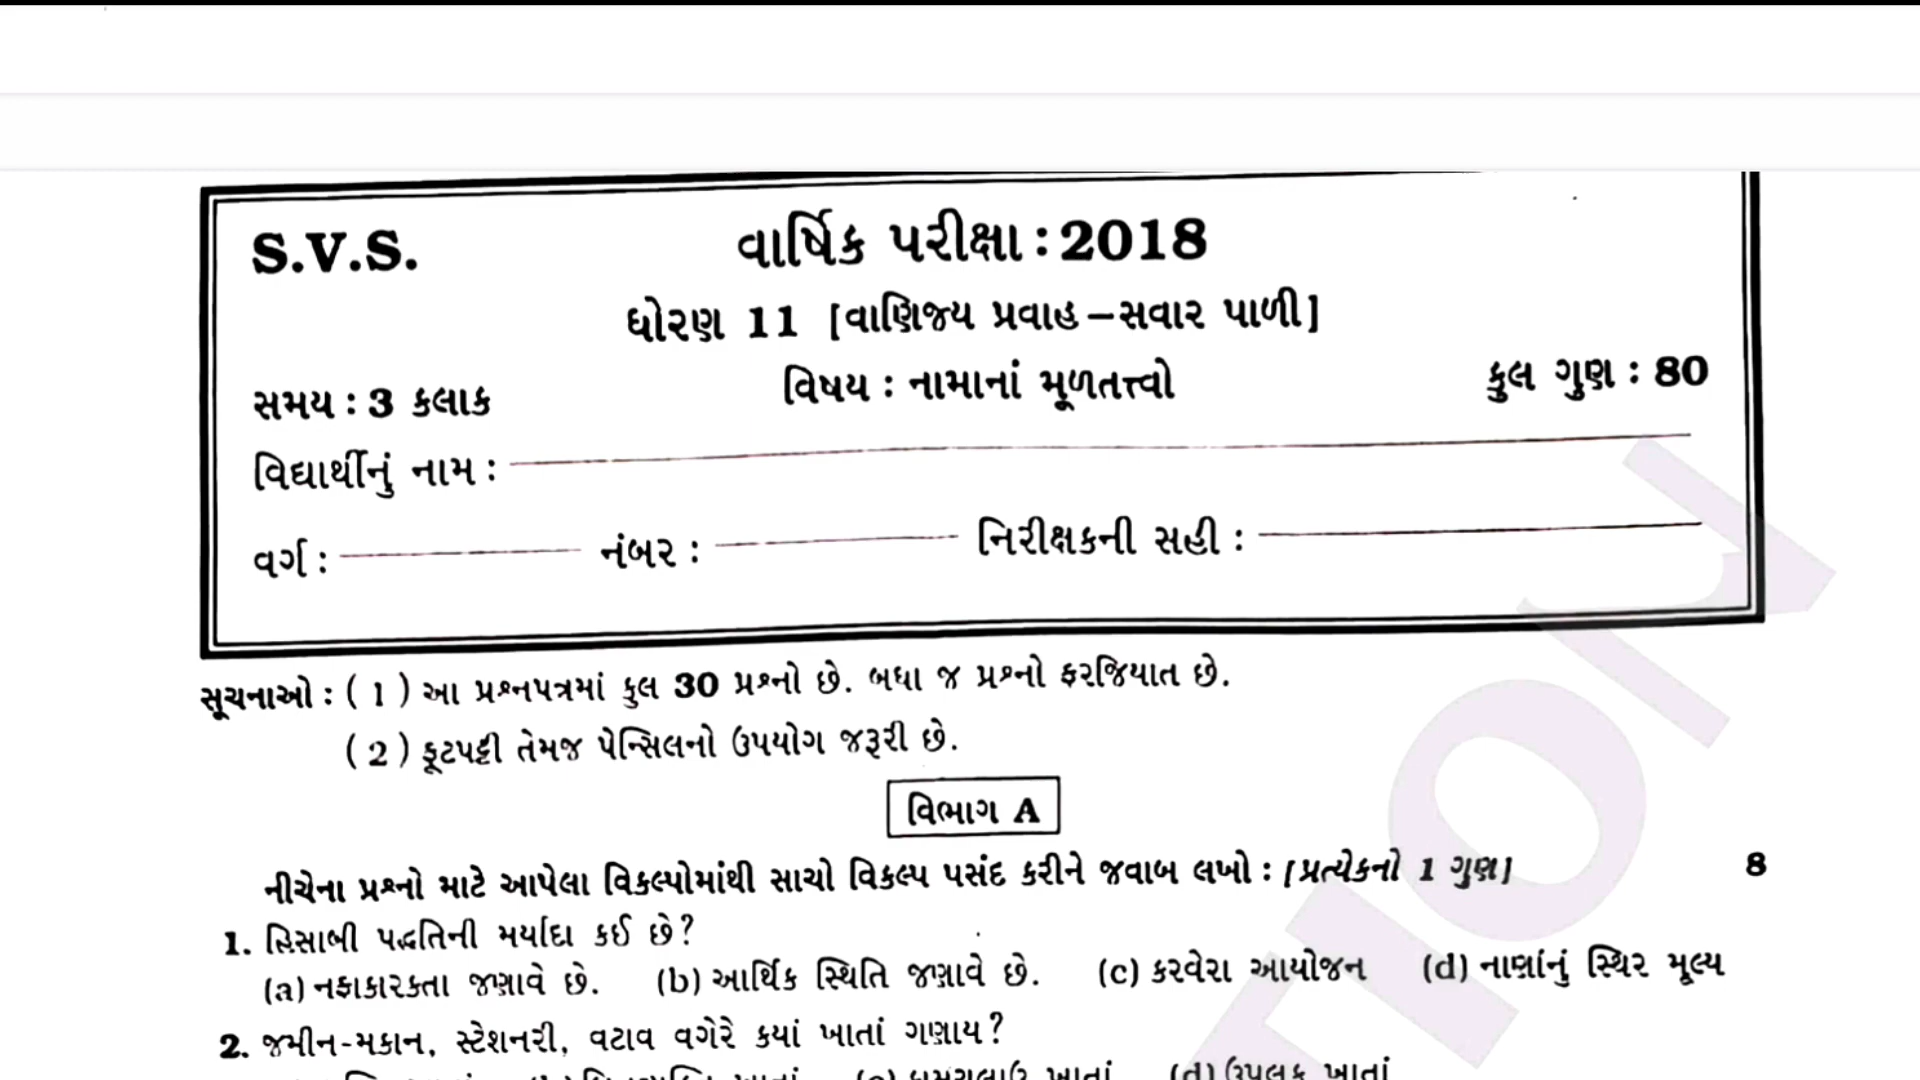 S.V.S.
વાર્ષિક પરીક્ષા : 2018
ધોરણ 11 [વાણિજ્ય પ્રવાહ – સવાર પાળી]
સમય : 3 કલાક વિષય : નામાનાં મૂળતત્ત્વો કુલ ગુણ : 80
વિદ્યાર્થીનું નામ :
વર્ગ : નંબર : નિરીક્ષકની સહી :
સૂચનાઓ : ( 1 ) આ પ્રશ્નપત્રમાં કુલ 30 પ્રશ્નો છે. બધા જ પ્રશ્નો ફરજિયાત છે.
( 2 ) ફૂટપટ્ટી તેમજ પેન્સિલનો ઉપયોગ જરૂરી છે.
વિભાગ A
નીચેના પ્રશ્નો માટે આપેલા વિકલ્પોમાંથી સાચો વિકલ્પ પસંદ કરીને જવાબ લખો : [પ્રત્યેકનો 1 ગુણ] 8
1. હિસાબી પદ્ધતિની મર્યાદા કઈ છે?
(a) નફાકારકતા જણાવે છે. (b) આર્થિક સ્થિતિ જણાવે છે. (c) કરવેરા આયોજન (d) નાણાંનું સ્થિર મૂલ્ય
2. જમીન-મકાન, સ્ટેશનરી, વટાવ વગેરે કયાં ખાતાં ગણાય?
(d) ઉપલક ખાતાં